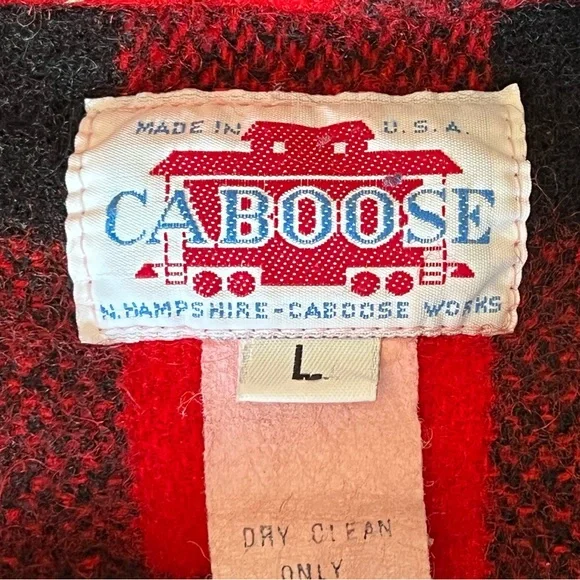 MADE IN U.S.A.
CABOOSE
N.HAMPSHIRE-CABOOSE WORKS
L
DRY CLEAN
ONLY